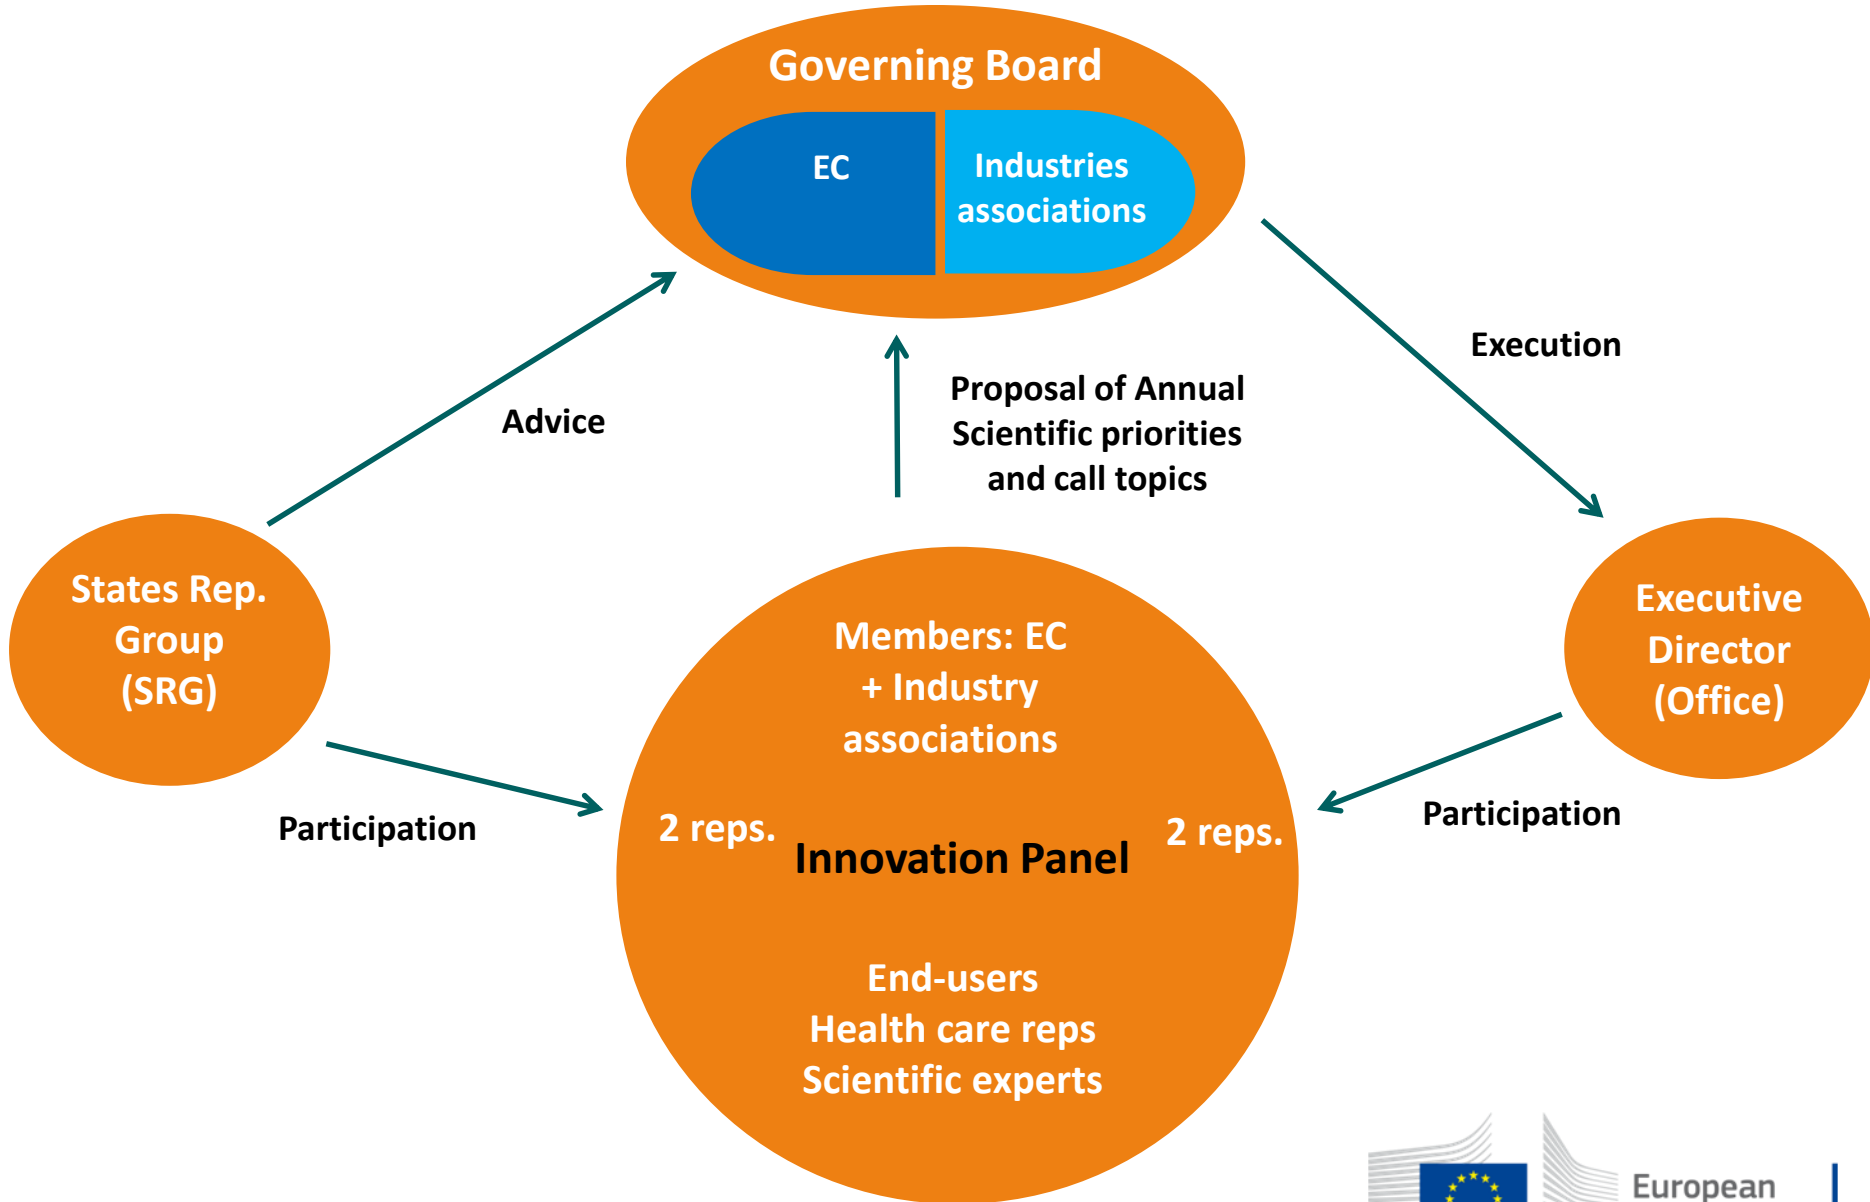 Governing Board
EC
Industries
associations
Execution
Advice
Proposal of Annual
Scientific priorities
and call topics
States Rep.
Group
(SRG)
Members: EC
+ Industry
associations
Executive
Director
(Office)
Participation
2 reps.
Innovation Panel
2 reps.
Participation
End-users
Health care reps
Scientific experts
European